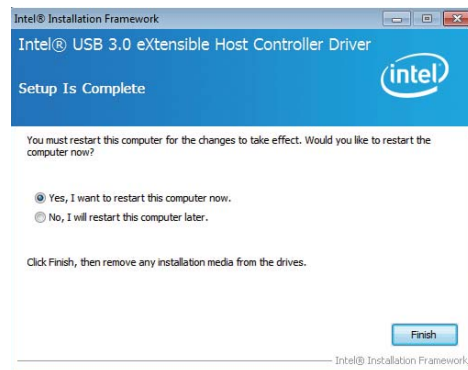 Intel® Installation Framework
Intel® USB 3.0 eXtensible Host Controller Driver
Setup Is Complete
(intel)
You must restart this computer for the changes to take effect. Would you like to restart the
computer now?
Yes, I want to restart this computer now.
No, I will restart this computer later.
Click Finish, then remove any installation media from the drives.
Finish
Intel® Installation Framework